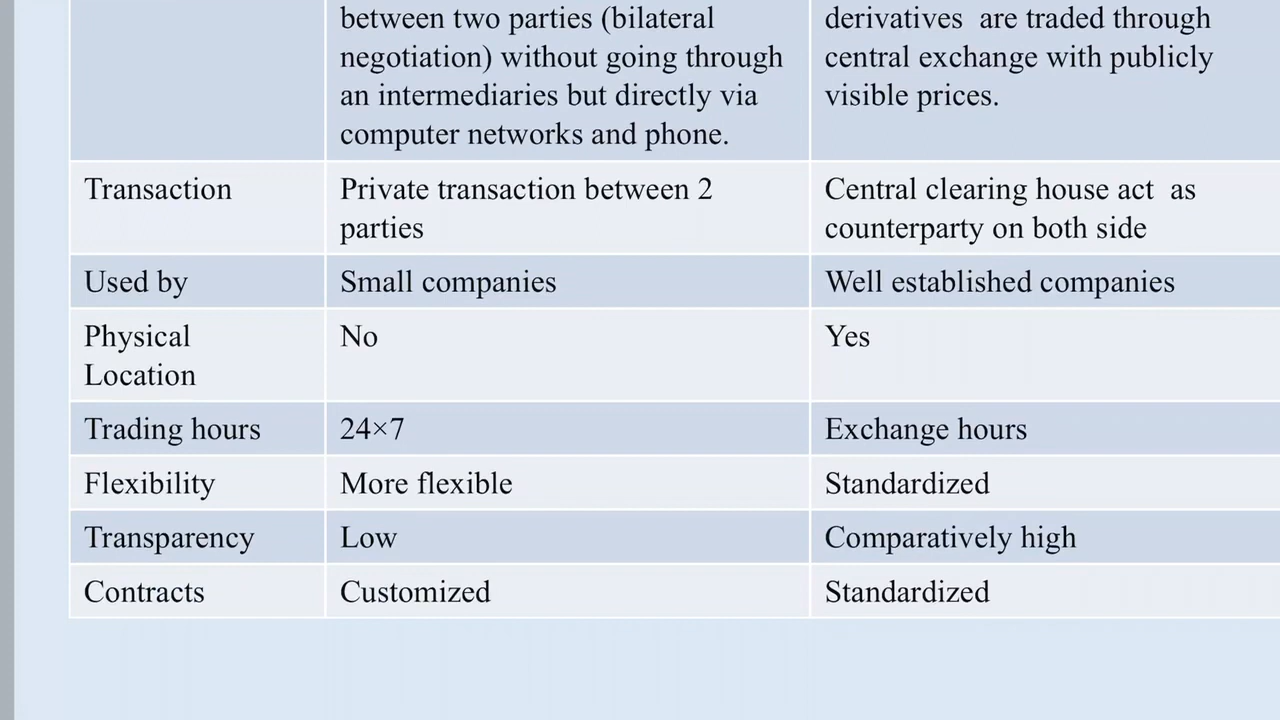 between two parties (bilateral
negotiation) without going through
an intermediaries but directly via
computer networks and phone.
derivatives  are traded through
central exchange with publicly
visible prices.
Transaction
Private transaction between 2
parties
Central clearing house act  as
counterparty on both side
Used by
Small companies
Well established companies
Physical
Location
No
Yes
Trading hours
24×7
Exchange hours
Flexibility
More flexible
Standardized
Transparency
Low
Comparatively high
Contracts
Customized
Standardized